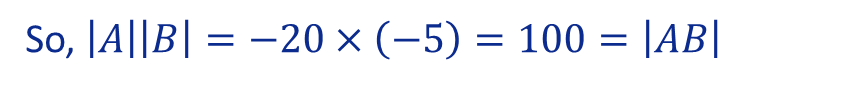 So, |A||B| = −20 × (−5) = 100 = |AB|